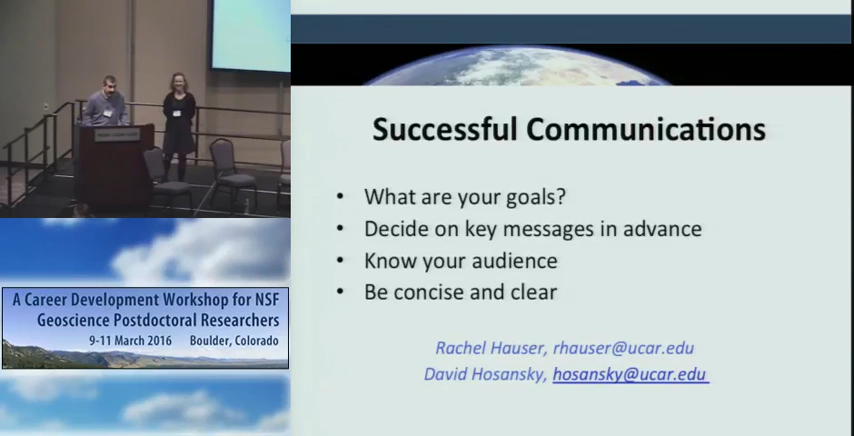 Successful Communications
• What are your goals?
• Decide on key messages in advance
• Know your audience
• Be concise and clear
Rachel Hauser, rhauser@ucar.edu
David Hosansky, hosansky@ucar.edu
A Career Development Workshop for NSF
Geoscience Postdoctoral Researchers
9-11 March 2016 Boulder, Colorado